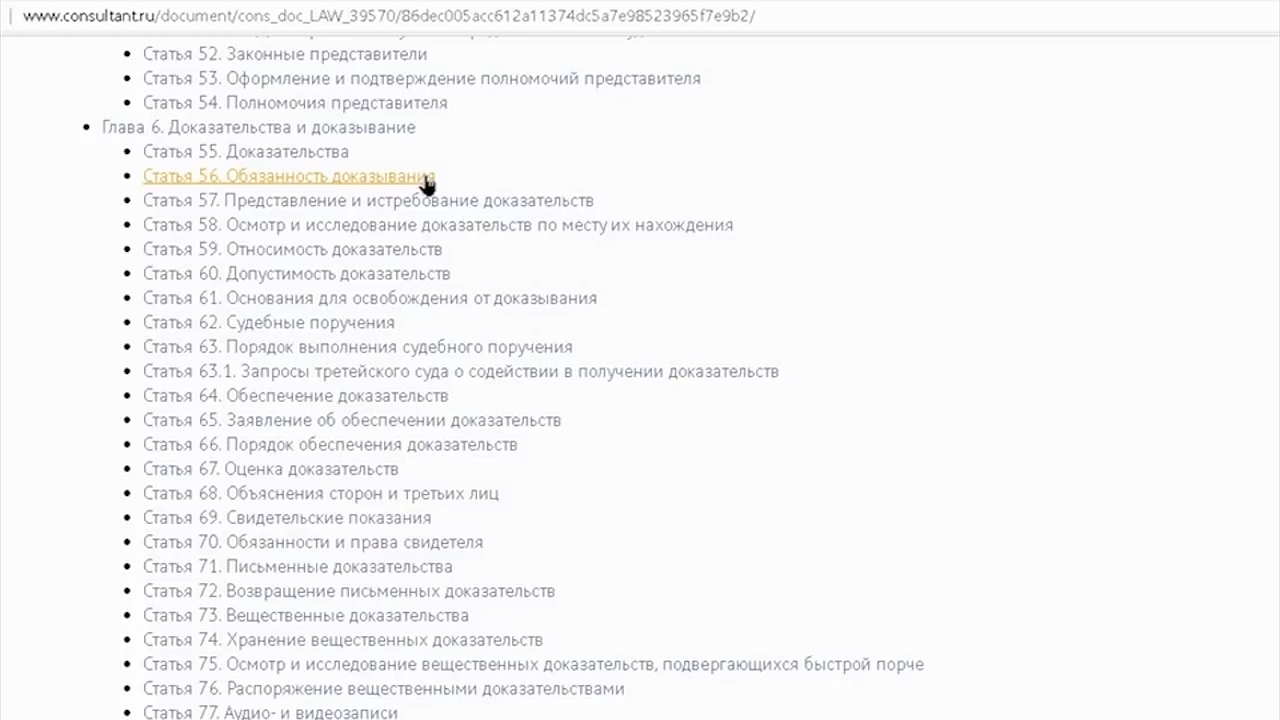 www.consultant.ru/document/cons_doc_LAW_39570/86dec005acc612a11374dc5a7e98523965f7e9b2/
Статья 52. Законные представители
Статья 53. Оформление и подтверждение полномочий представителя
Статья 54. Полномочия представителя
Глава 6. Доказательства и доказывание
Статья 55. Доказательства
Статья 56. Обязанность доказывания
Статья 57. Представление и истребование доказательств
Статья 58. Осмотр и исследование доказательств по месту их нахождения
Статья 59. Относимость доказательств
Статья 60. Допустимость доказательств
Статья 61. Основания для освобождения от доказывания
Статья 62. Судебные поручения
Статья 63. Порядок выполнения судебного поручения
Статья 63.1. Запросы третейского суда о содействии в получении доказательств
Статья 64. Обеспечение доказательств
Статья 65. Заявление об обеспечении доказательств
Статья 66. Порядок обеспечения доказательств
Статья 67. Оценка доказательств
Статья 68. Объяснения сторон и третьих лиц
Статья 69. Свидетельские показания
Статья 70. Обязанности и права свидетеля
Статья 71. Письменные доказательства
Статья 72. Возвращение письменных доказательств
Статья 73. Вещественные доказательства
Статья 74. Хранение вещественных доказательств
Статья 75. Осмотр и исследование вещественных доказательств, подвергающихся быстрой порче
Статья 76. Распоряжение вещественными доказательствами
Статья 77. Аудио- и видеозаписи